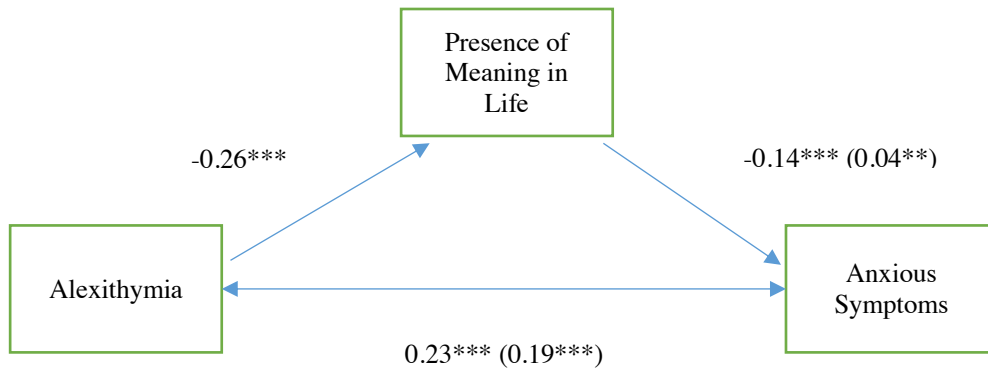 Presence of
Meaning in
Life
-0.26***
-0.14*** (0.04**)
Alexithymia
Anxious
Symptoms
0.23*** (0.19***)